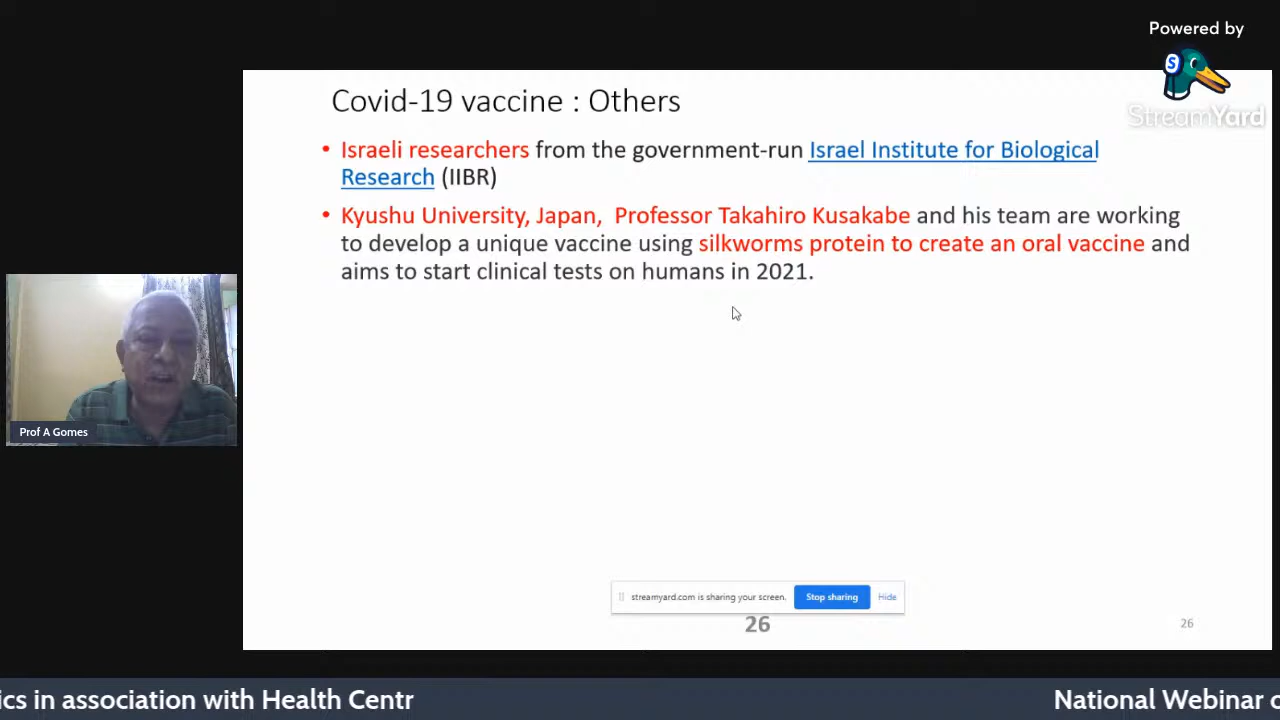 Powered by
S
StreamYard
Covid-19 vaccine : Others
• Israeli researchers from the government-run Israel Institute for Biological
Research (IIBR)
• Kyushu University, Japan, Professor Takahiro Kusakabe and his team are working
to develop a unique vaccine using silkworms protein to create an oral vaccine and
aims to start clinical tests on humans in 2021.
Prof A Gomes
streamyard.com is sharing your screen. Stop sharing Hide
26
26
ics in association with Health Centr
National Webinar o